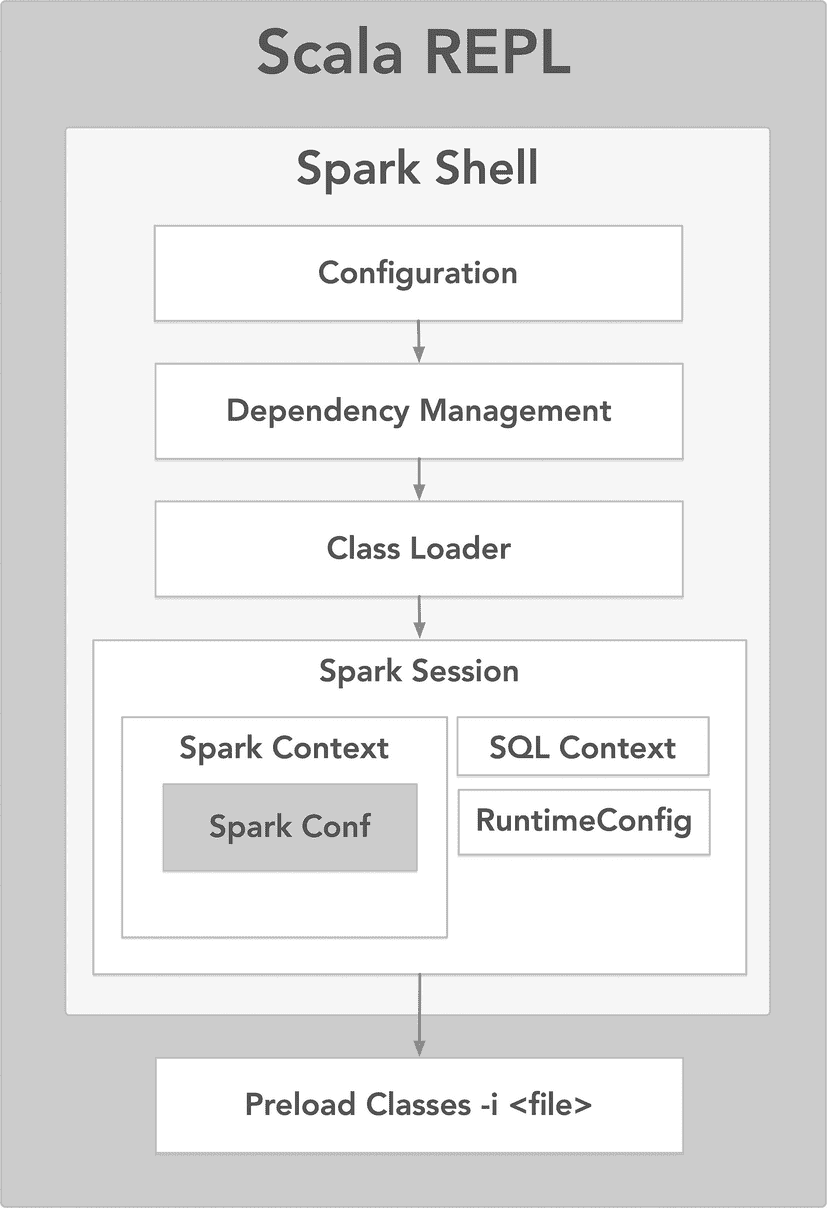 Scala REPL
Spark Shell
Configuration
Dependency Management
Class Loader
Spark Session
Spark Context
Spark Conf
SQL Context
RuntimeConfig
Preload Classes -i <file>